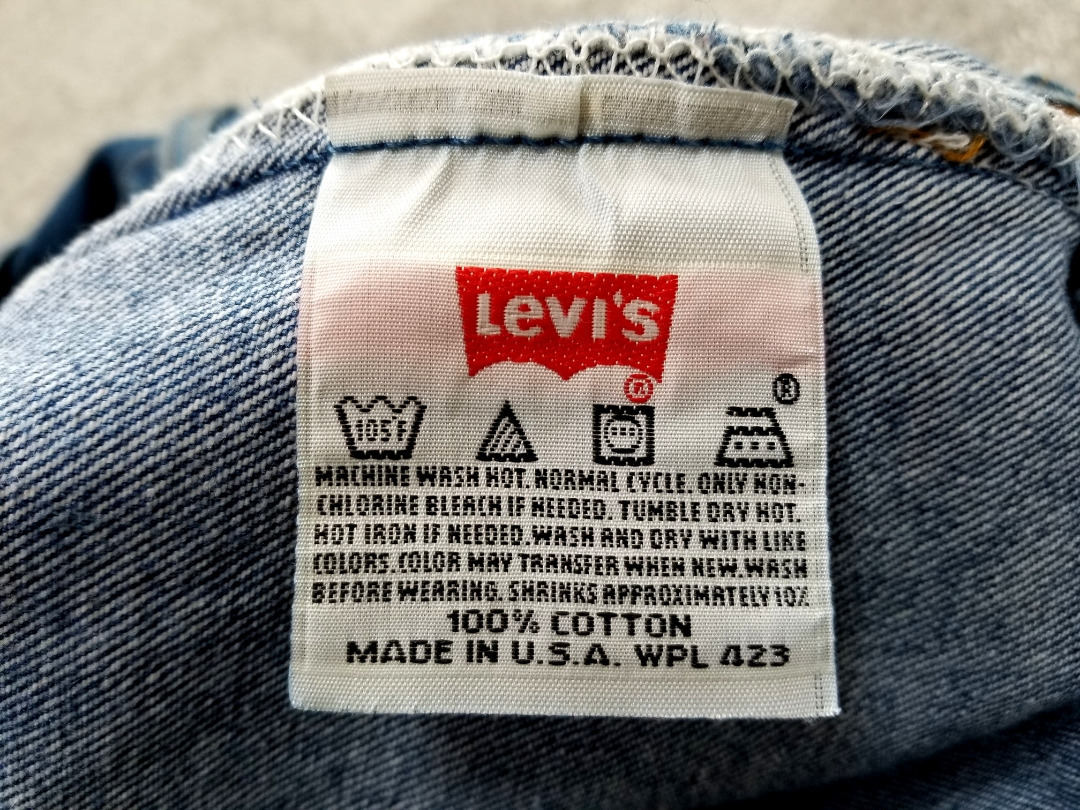 Levi's
®
®
105F
MACHINE WASH HOT. NORMAL CYCLE. ONLY NON-
CHLORINE BLEACH IF NEEDED. TUMBLE DRY HOT.
HOT IRON IF NEEDED.WASH AND DRY WITH LIKE
COLORS.COLOR MAY TRANSFER WHEN NEW.WASH
BEFORE WEARING. SHRINKS APPROXIMATELY 10%
100% COTTON
MADE IN U.S.A. WPL 423